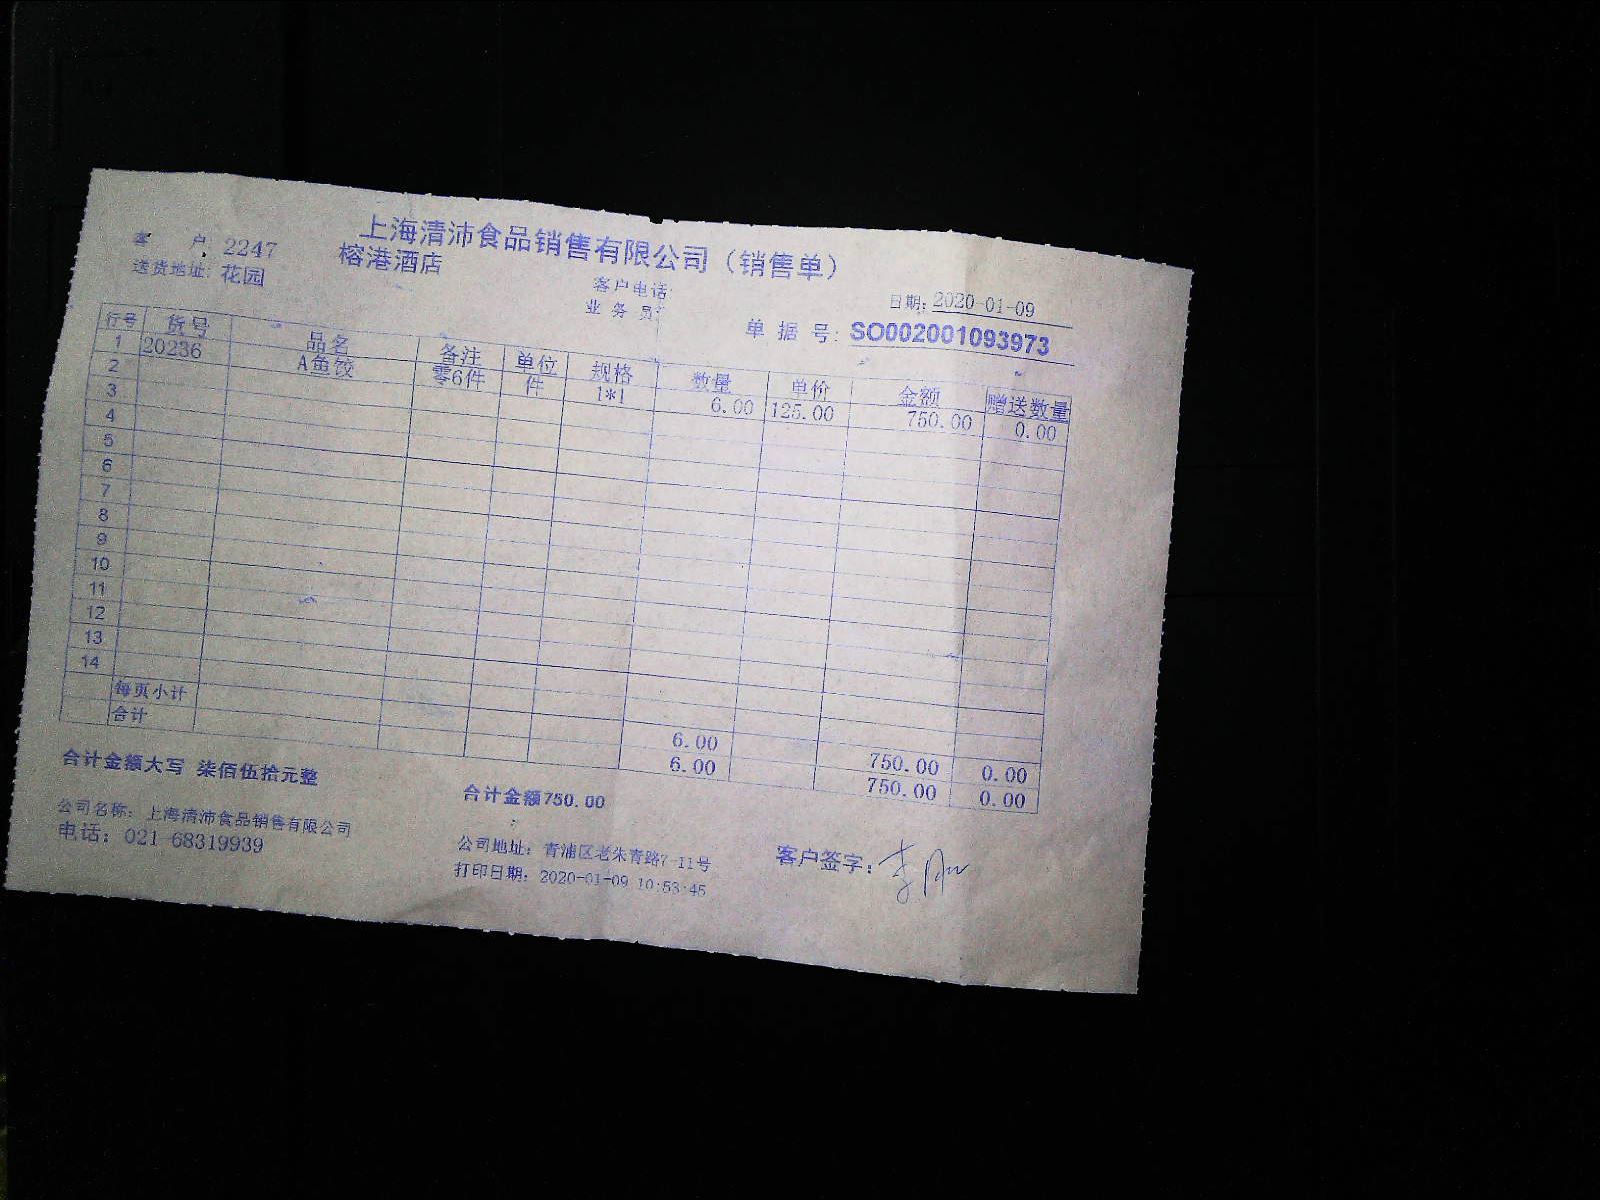 上海清沛食品销售有限公司（销售单）
客 户: 2247 榕港酒店
送货地址: 花园
客户电话:
业 务 员:
日期: 2020-01-09
单 据 号: SO002001093973
行号 货号 品名 备注 单位 规格 数量 单价 金额 赠送数量
1 20236 A鱼饺 零6件 件 1*1 6.00 125.00 750.00 0.00
2
3
4
5
6
7
8
9
10
11
12
13
14
每页小计 6.00 750.00 0.00
合计 6.00 750.00 0.00
合计金额大写 柒佰伍拾元整 合计金额750.00
公司名称: 上海清沛食品销售有限公司
电话: 021-68319939
公司地址: 青浦区老朱青路7-11号
打印日期: 2020-01-09 10:53:45
客户签字: